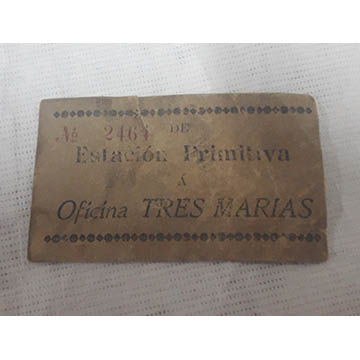 No 2464 DE
Estación Primitiva
A
Oficina TRES MARIAS